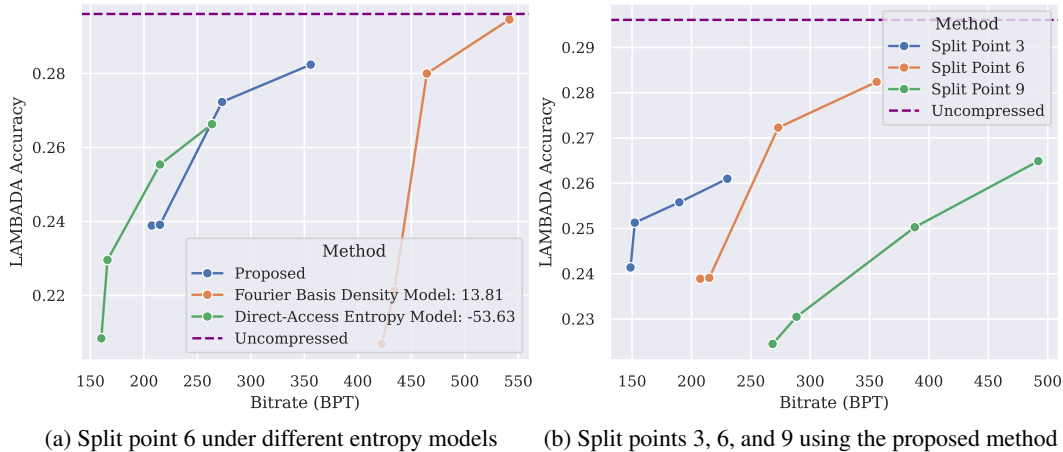 0.28
0.26
0.24
0.22
LAMBADA Accuracy
Method
Proposed
Fourier Basis Density Model: 13.81
Direct-Access Entropy Model: -53.63
Uncompressed
150 200 250 300 350 400 450 500 550
Bitrate (BPT)
(a) Split point 6 under different entropy models
0.29
0.28
0.27
0.26
0.25
0.24
0.23
LAMBADA Accuracy
Method
Split Point 3
Split Point 6
Split Point 9
Uncompressed
150 200 250 300 350 400 450 500
Bitrate (BPT)
(b) Split points 3, 6, and 9 using the proposed method